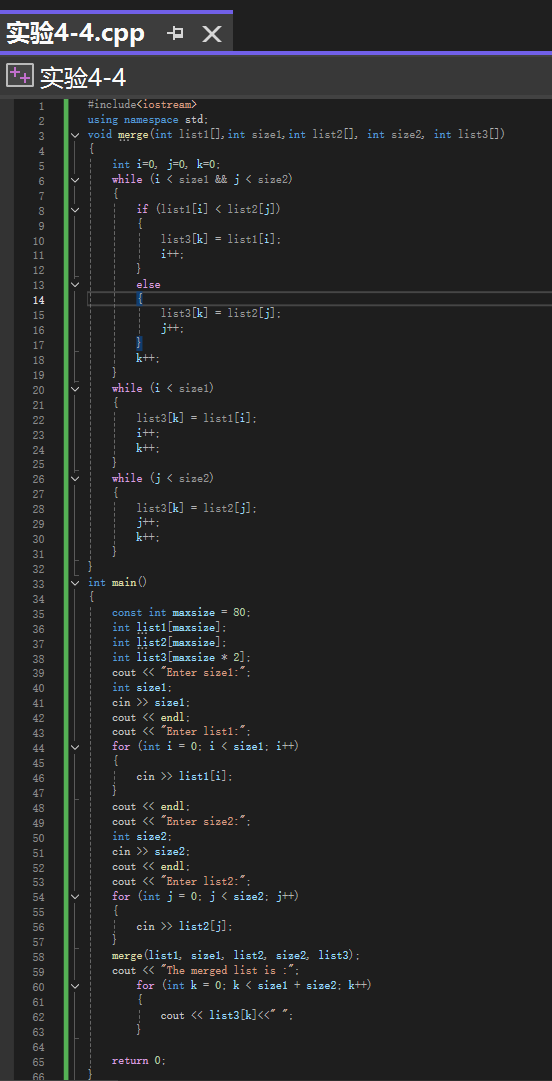 实验4-4.cpp
实验4-4
1 #include<iostream>
2 using namespace std;
3 void merge(int list1[],int size1,int list2[], int size2, int list3[])
4 {
5 int i=0, j=0, k=0;
6 while (i < size1 && j < size2)
7 {
8 if (list1[i] < list2[j])
9 {
10 list3[k] = list1[i];
11 i++;
12 }
13 else
14 {
15 list3[k] = list2[j];
16 j++;
17 }
18 k++;
19 }
20 while (i < size1)
21 {
22 list3[k] = list1[i];
23 i++;
24 k++;
25 }
26 while (j < size2)
27 {
28 list3[k] = list2[j];
29 j++;
30 k++;
31 }
32 }
33 int main()
34 {
35 const int maxsize = 80;
36 int list1[maxsize];
37 int list2[maxsize];
38 int list3[maxsize * 2];
39 cout << "Enter size1:";
40 int size1;
41 cin >> size1;
42 cout << endl;
43 cout << "Enter list1:";
44 for (int i = 0; i < size1; i++)
45 {
46 cin >> list1[i];
47 }
48 cout << endl;
49 cout << "Enter size2:";
50 int size2;
51 cin >> size2;
52 cout << endl;
53 cout << "Enter list2:";
54 for (int j = 0; j < size2; j++)
55 {
56 cin >> list2[j];
57 }
58 merge(list1, size1, list2, size2, list3);
59 cout << "The merged list is :";
60 for (int k = 0; k < size1 + size2; k++)
61 {
62 cout << list3[k]<<" ";
63 }
64
65 return 0;
66 }